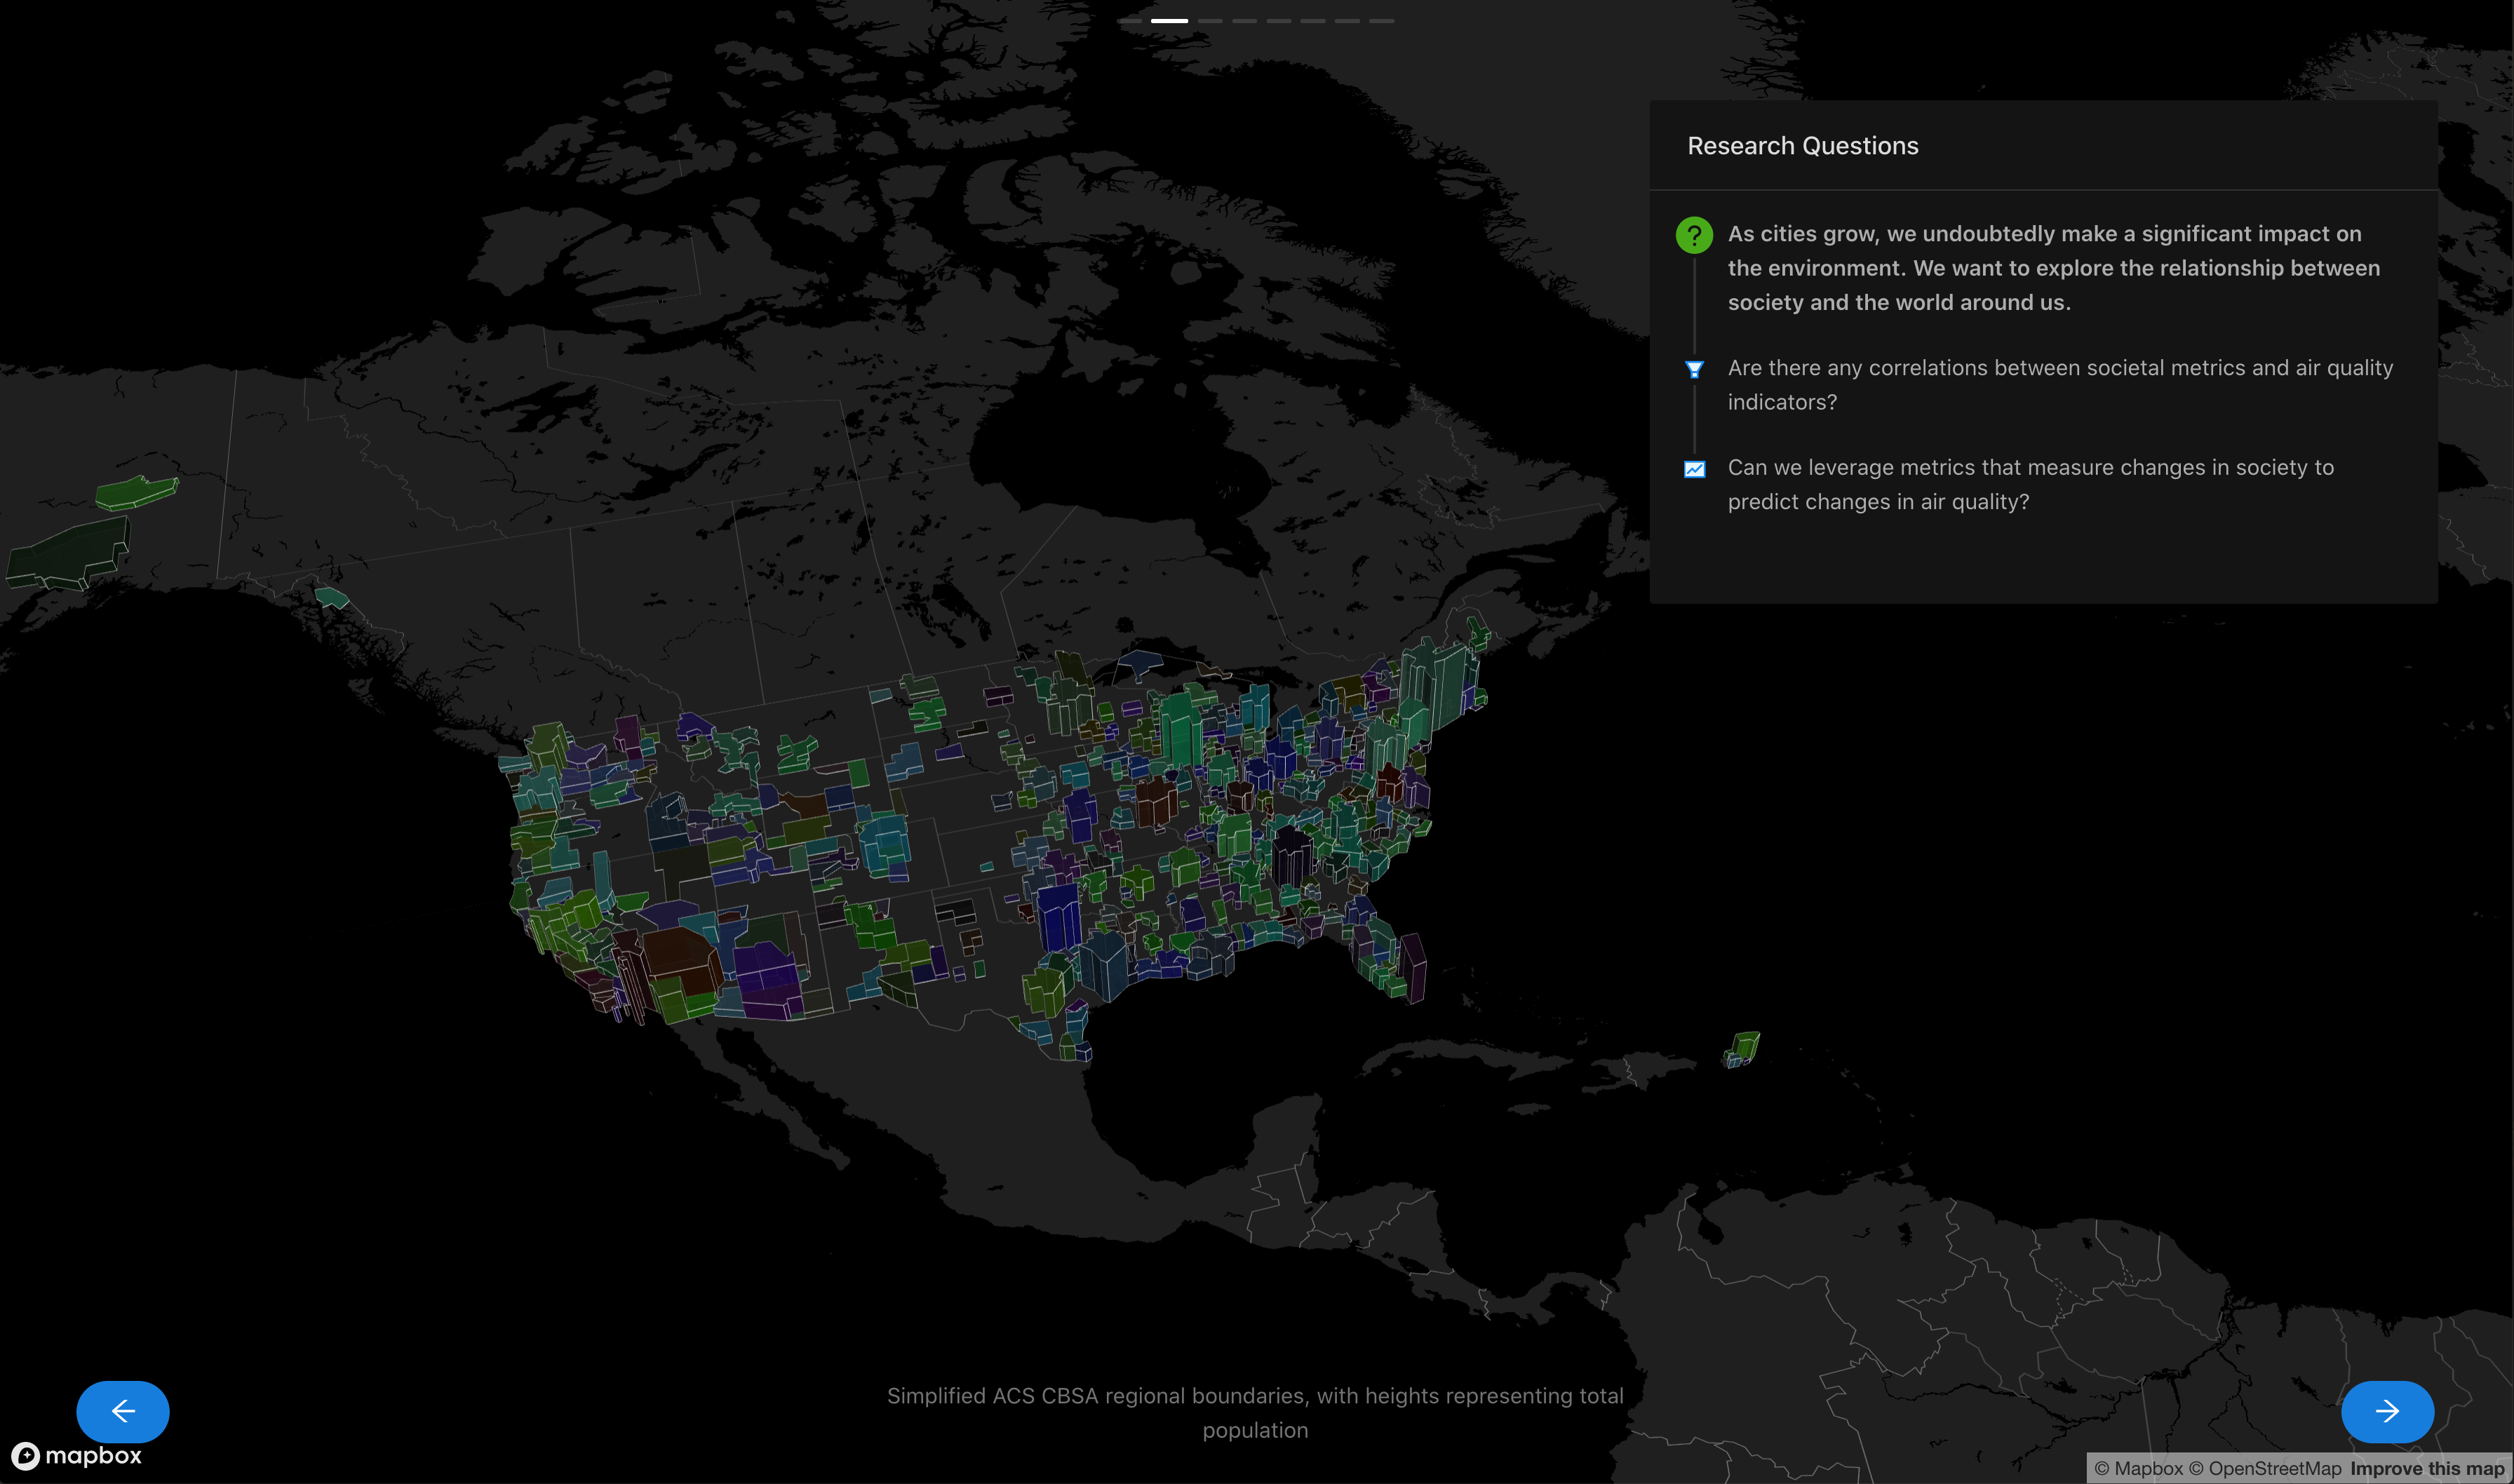 Research Questions
As cities grow, we undoubtedly make a significant impact on
the environment. We want to explore the relationship between
society and the world around us.
Are there any correlations between societal metrics and air quality
indicators?
Can we leverage metrics that measure changes in society to
predict changes in air quality?
Simplified ACS CBSA regional boundaries, with heights representing total
population
mapbox
© Mapbox © OpenStreetMap Improve this map